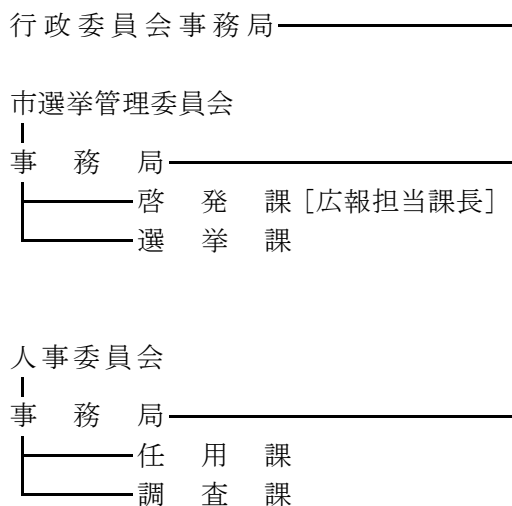 行政委員会事務局
市選挙管理委員会
事務局
啓発課[広報担当課長]
選挙課
人事委員会
事務局
任用課
調査課